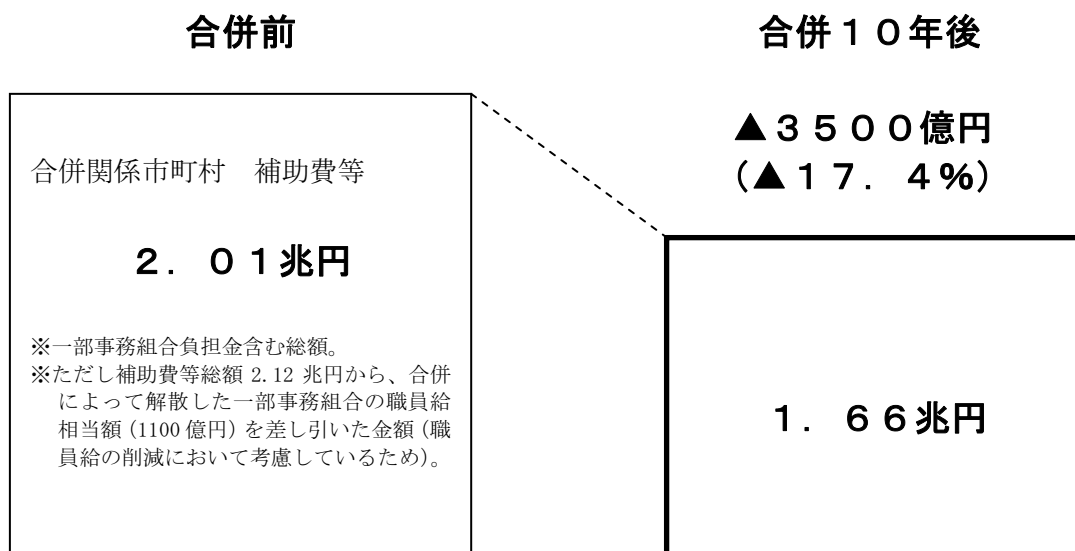 合併前
合併１０年後
▲３５００億円
（▲１７．４％）
合併関係市町村　補助費等
２．０１兆円
※一部事務組合負担金含む総額。
※ただし補助費等総額 2.12 兆円から、合併
によって解散した一部事務組合の職員給
相当額（1100 億円）を差し引いた金額（職
員給の削減において考慮しているため）。
１．６６兆円